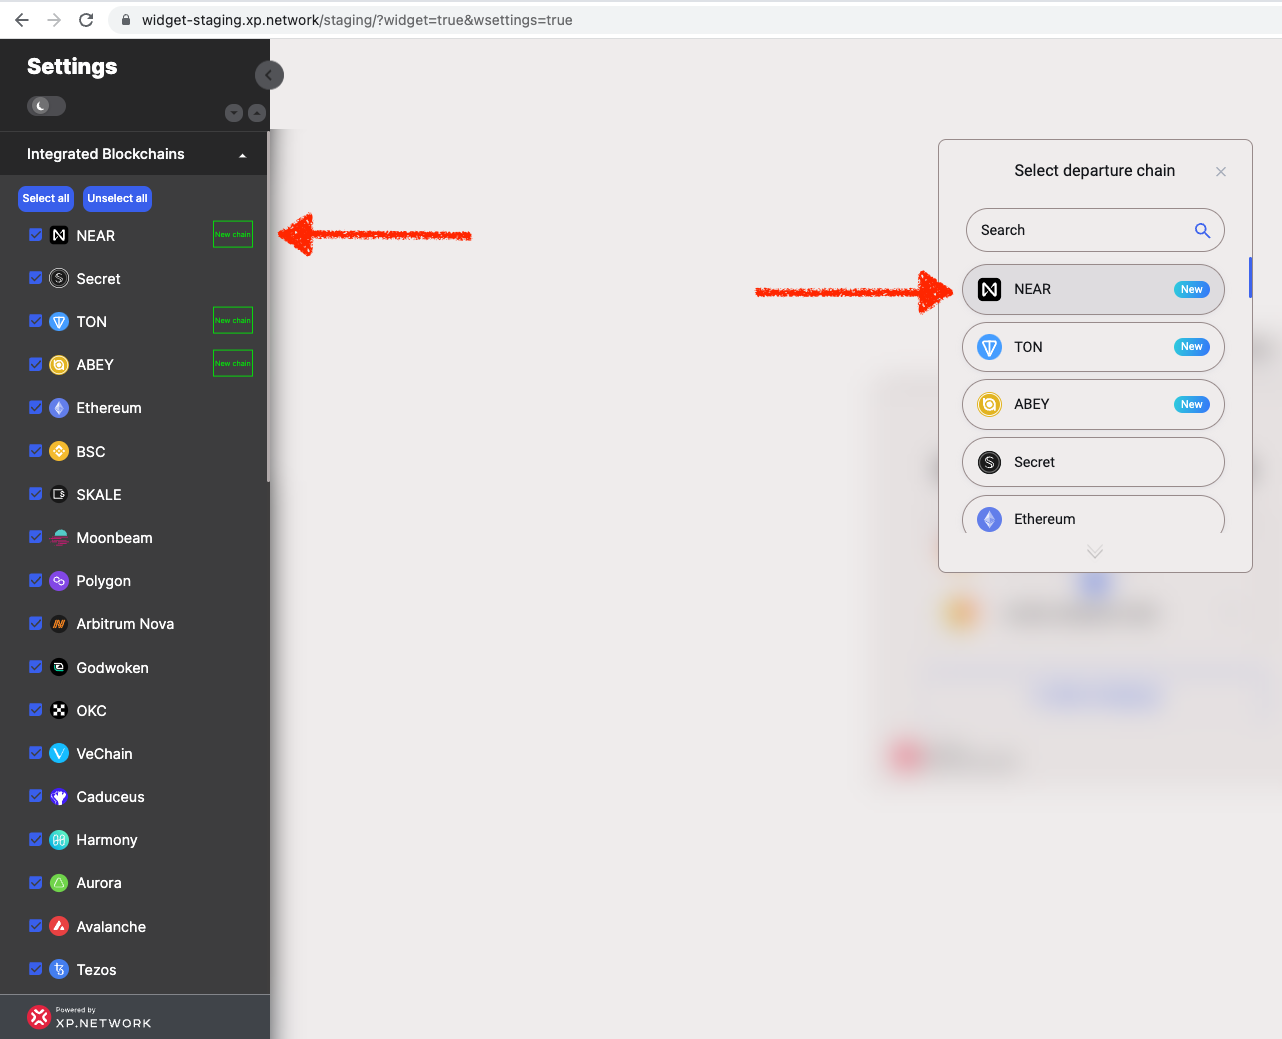 widget-staging.xp.network/staging/?widget=true&wsettings=true
Settings
Integrated Blockchains
Select all
Unselect all
NEAR
New chain
Secret
TON
New chain
ABEY
New chain
Ethereum
BSC
SKALE
Moonbeam
Polygon
Arbitrum Nova
Godwoken
OKC
VeChain
Caduceus
Harmony
Aurora
Avalanche
Tezos
Powered by
XP.NETWORK
Select departure chain
Search
NEAR
New
TON
New
ABEY
New
Secret
Ethereum